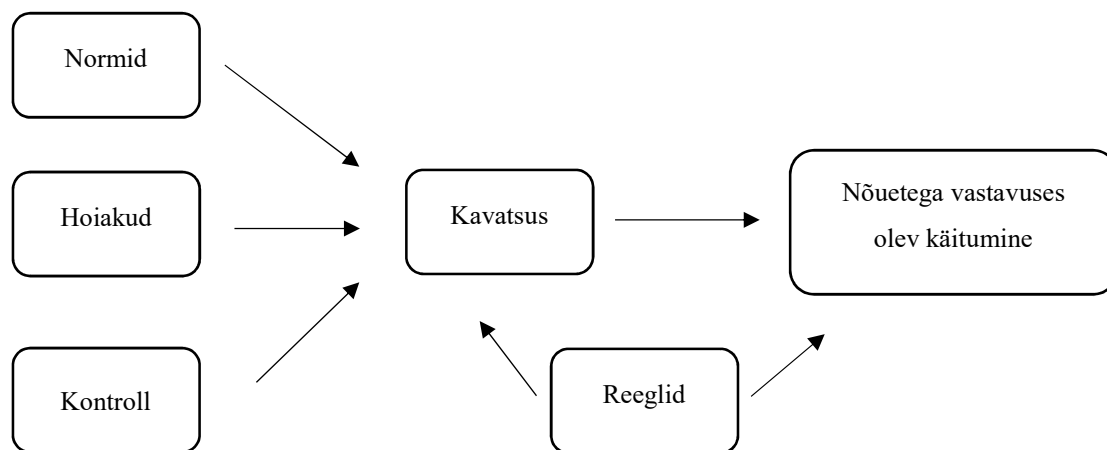 Normid
Hoiakud
Kontroll
Kavatsus
Reeglid
Nõuetega vastavuses
olev käitumine